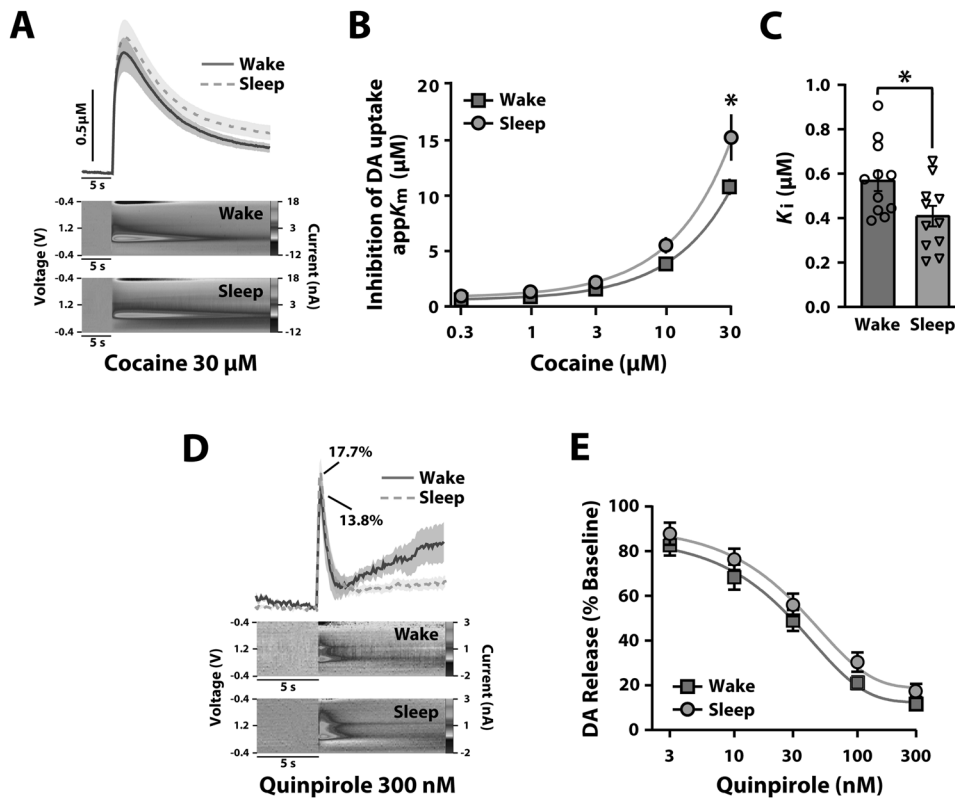 A
Wake
Sleep
0.5µM
5 s
-0.4
1.2
-0.4
Voltage (V)
Wake
18
3
-12
Current (nA)
5 s
Sleep
-0.4
1.2
-0.4
18
3
-12
5 s
Cocaine 30 µM
B
Inhibition of DA uptake
appKm (µM)
20
15
10
5
0
Wake
Sleep
*
0.3
1
3
10
30
Cocaine (µM)
C
Ki (µM)
1.0
0.8
0.6
0.4
0.2
0.0
*
Wake
Sleep
D
17.7%
13.8%
Wake
Sleep
-0.4
1.2
-0.4
Voltage (V)
Wake
3
1
-2
Current (nA)
5 s
Sleep
-0.4
1.2
-0.4
3
1
-2
5 s
Quinpirole 300 nM
E
DA Release (% Baseline)
100
80
60
40
20
0
Wake
Sleep
3
10
30
100
300
Quinpirole (nM)